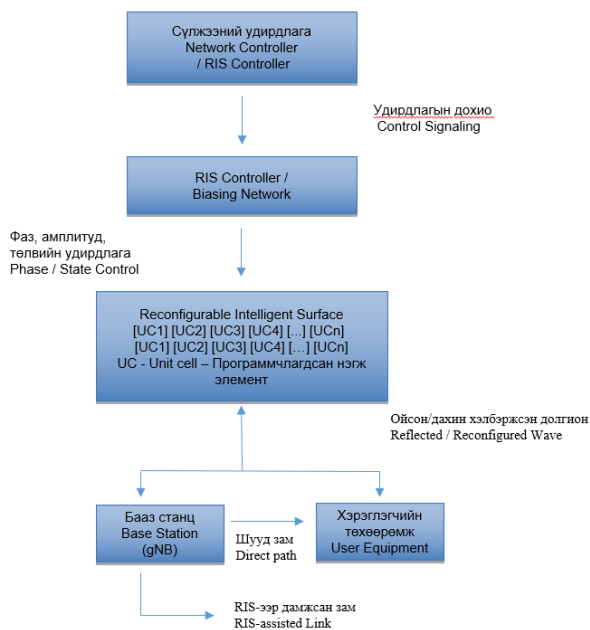 Сүлжээний удирдлага
Network Controller
/ RIS Controller
Удирдлагын дохио
Control Signaling
RIS Controller /
Biasing Network
Фаз, амплитуд,
төлвийн удирдлага
Phase / State Control
Reconfigurable Intelligent Surface
[UC1] [UC2] [UC3] [UC4] [...] [UCn]
[UC1] [UC2] [UC3] [UC4] […] [UCn]
UC - Unit cell – Программчлагдсан нэгж
элемент
Ойсон/дахин хэлбэржсэн долгион
Reflected / Reconfigured Wave
Бааз станц
Base Station
(gNB)
Шууд зам
Direct path
Хэрэглэгчийн
төхөөрөмж
User Equipment
RIS-ээр дамжсан зам
RIS-assisted Link